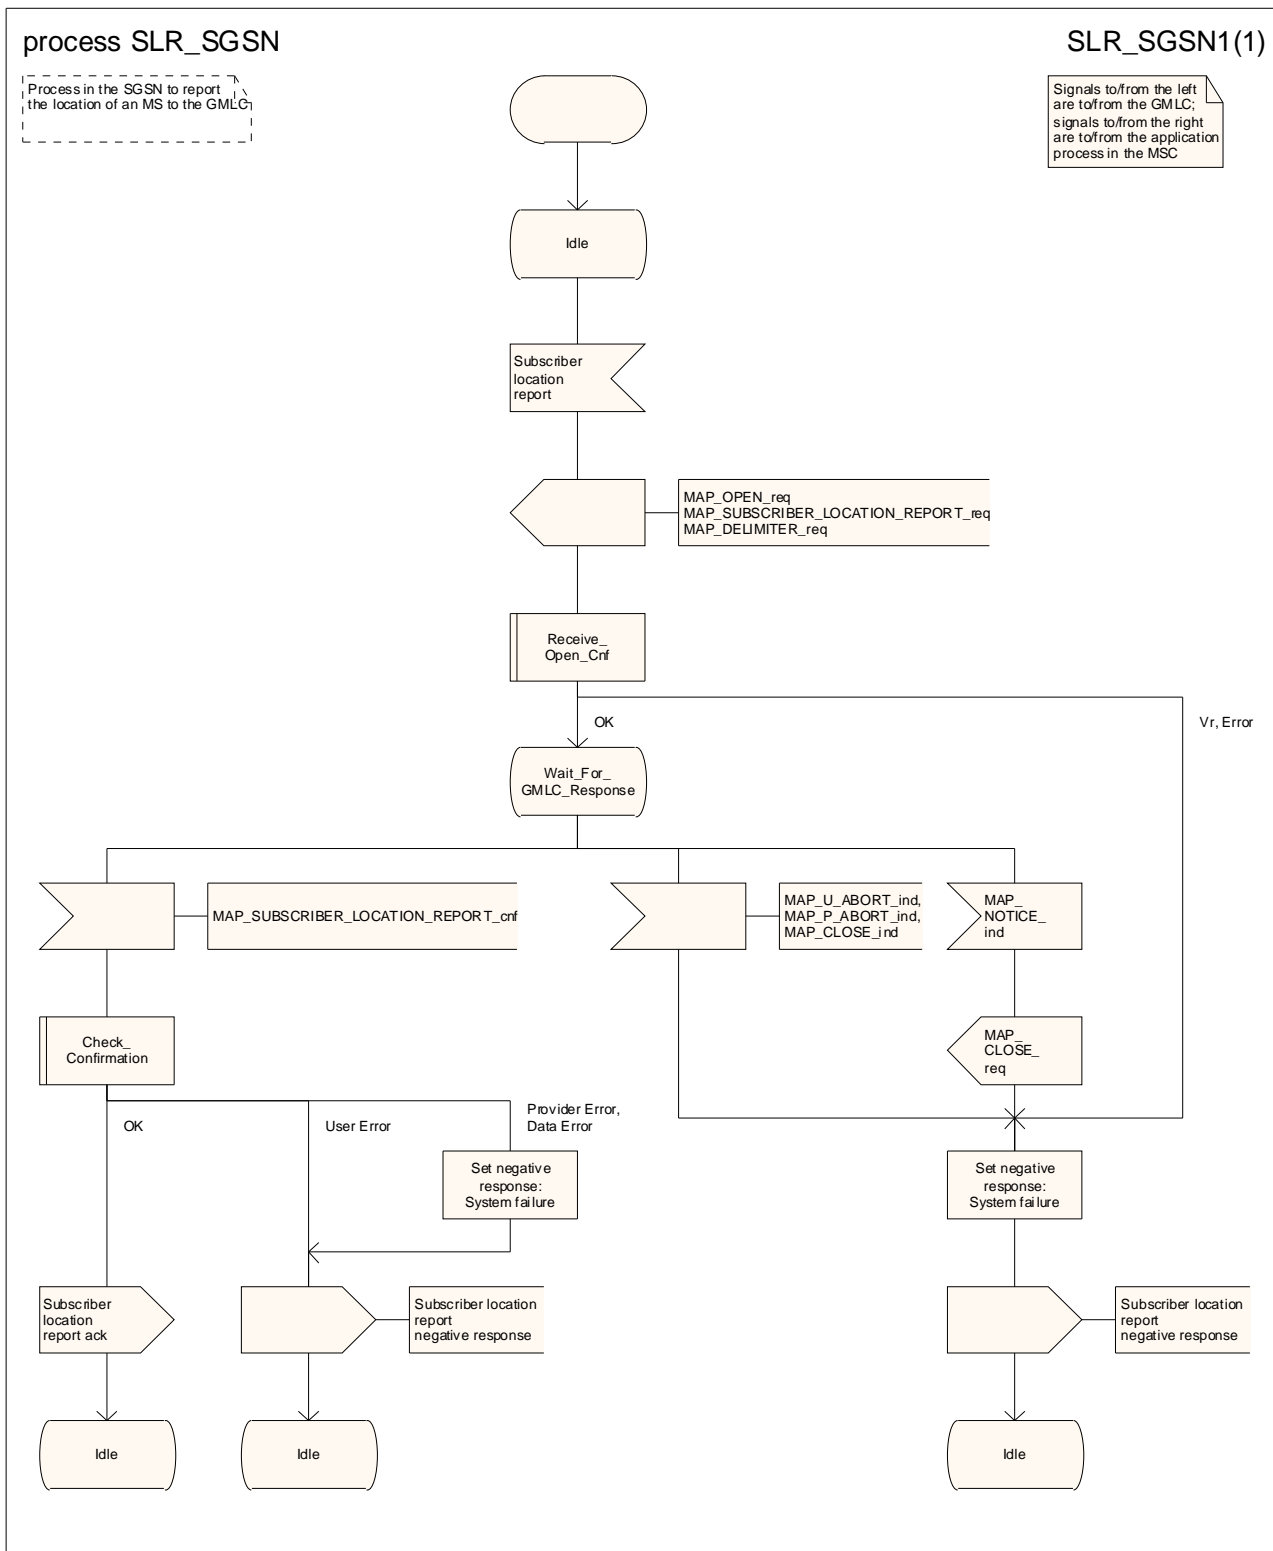 process SLR_SGSN
SLR_SGSN1(1)
Process in the SGSN to report
the location of an MS to the GMLC
Signals to/from the left
are to/from the GMLC;
signals to/from the right
are to/from the application
process in the MSC
Idle
Subscriber
location
report
MAP_OPEN_req
MAP_SUBSCRIBER_LOCATION_REPORT_req
MAP_DELIMITER_req
Receive_
Open_Cnf
OK
Vr, Error
Wait_For_
GMLC_Response
MAP_SUBSCRIBER_LOCATION_REPORT_cnf
MAP_U_ABORT_ind,
MAP_P_ABORT_ind,
MAP_CLOSE_ind
MAP_
NOTICE_
ind
Check_
Confirmation
MAP_
CLOSE_
req
OK
User Error
Provider Error,
Data Error
Set negative
response:
System failure
Set negative
response:
System failure
Subscriber
location
report ack
Subscriber location
report
negative response
Subscriber location
report
negative response
Idle
Idle
Idle